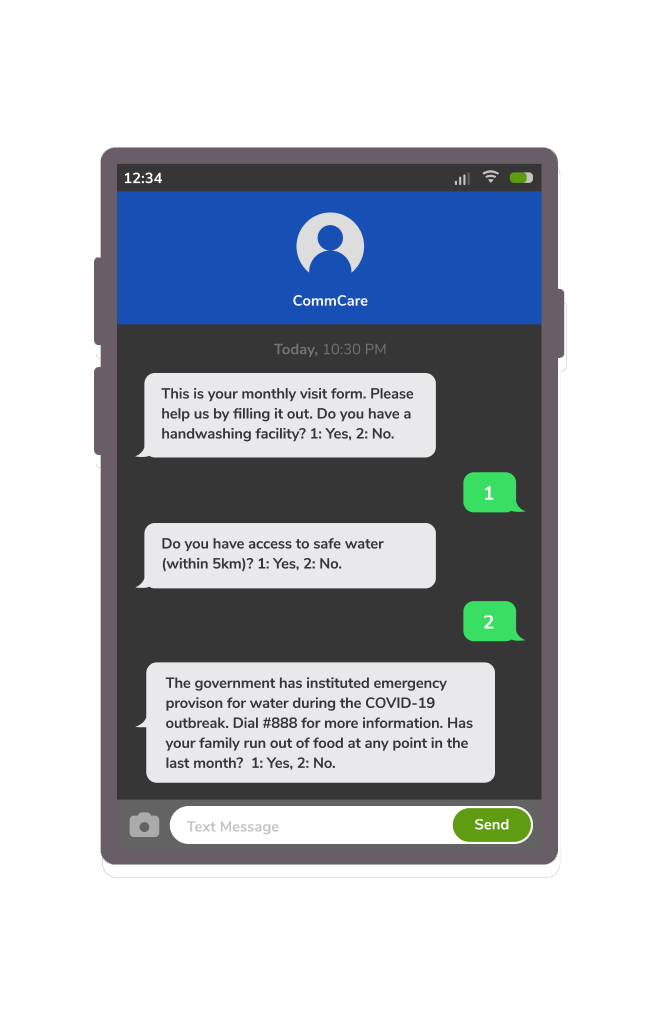 12:34
CommCare
Today, 10:30 PM
This is your monthly visit form. Please
help us by filling it out. Do you have a
handwashing facility? 1: Yes, 2: No.
1
Do you have access to safe water
(within 5km)? 1: Yes, 2: No.
2
The government has instituted emergency
provison for water during the COVID-19
outbreak. Dial #888 for more information. Has
your family run out of food at any point in the
last month? 1: Yes, 2: No.
Text Message
Send